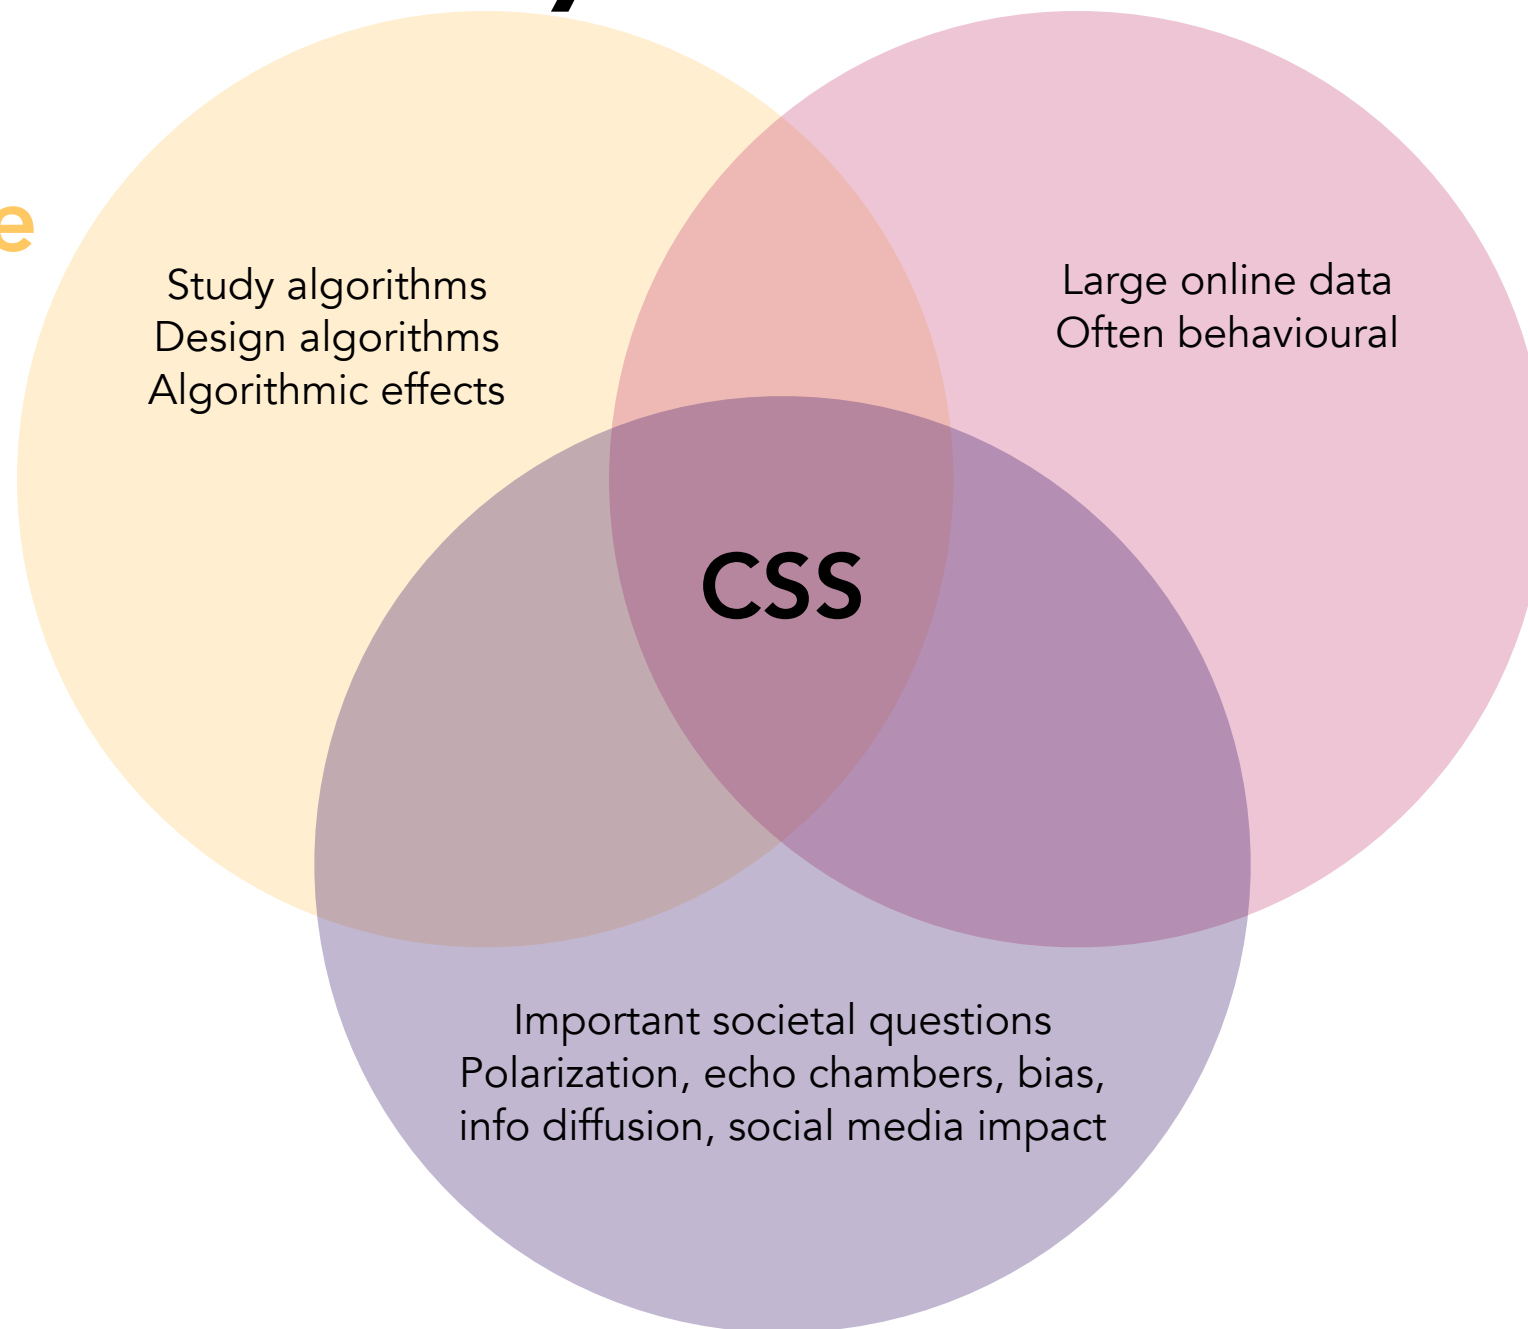 e
Study algorithms
Design algorithms
Algorithmic effects
Large online data
Often behavioural
CSS
Important societal questions
Polarization, echo chambers, bias,
info diffusion, social media impact